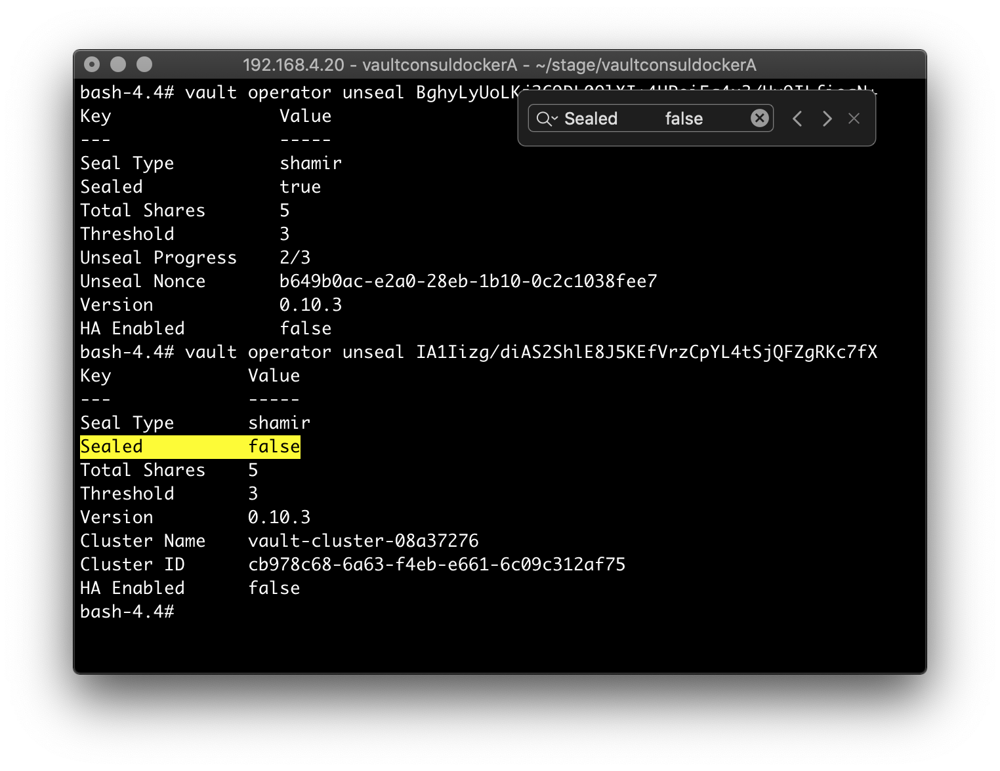 192.168.4.20 - vaultconsuldockerA - ~/stage/vaultconsuldockerA
bash-4.4# vault operator unseal
Sealed false
Key Value
--- -----
Seal Type shamir
Sealed true
Total Shares 5
Threshold 3
Unseal Progress 2/3
Unseal Nonce b649b0ac-e2a0-28eb-1b10-0c2c1038fee7
Version 0.10.3
HA Enabled false
bash-4.4# vault operator unseal IA1Iizg/diAS2ShlE8J5KEfVrzCpYL4tSjQFZgRKc7fX
Key Value
--- -----
Seal Type shamir
Sealed false
Total Shares 5
Threshold 3
Version 0.10.3
Cluster Name vault-cluster-08a37276
Cluster ID cb978c68-6a63-f4eb-e661-6c09c312af75
HA Enabled false
bash-4.4#